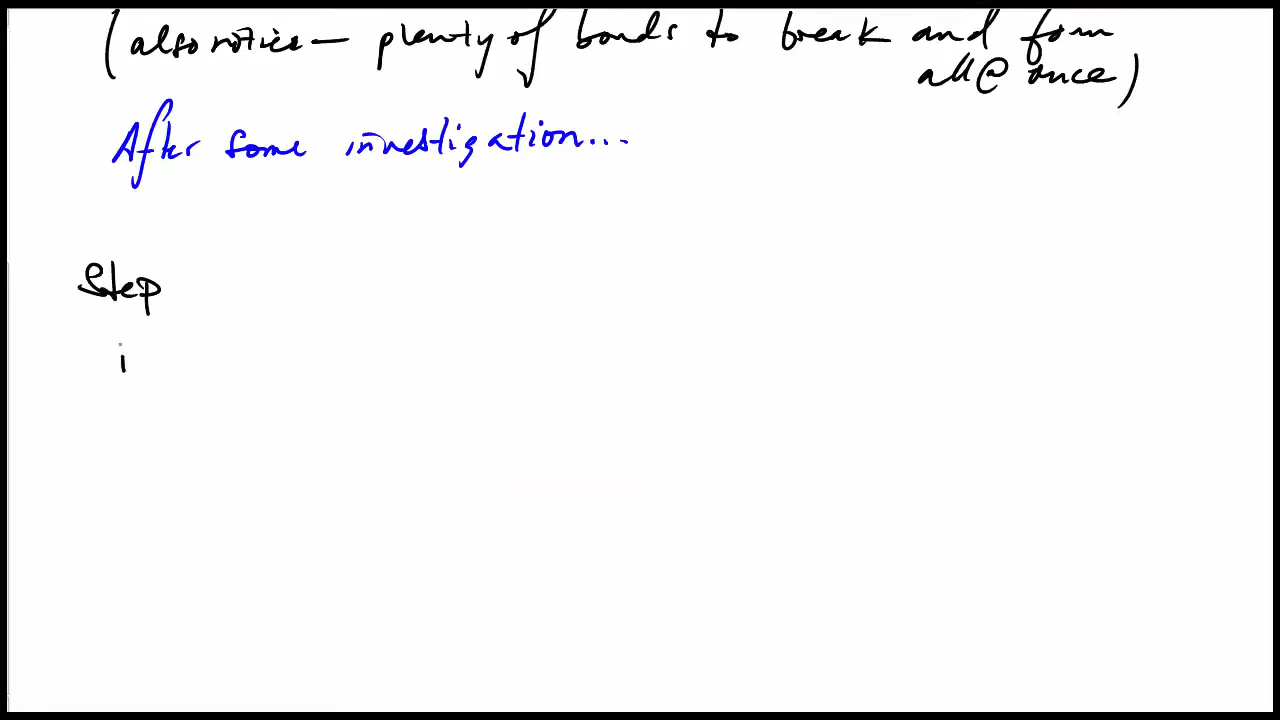 (also notice — plenty of bonds to break and form
all @ once)
After some investigation...
Step
i